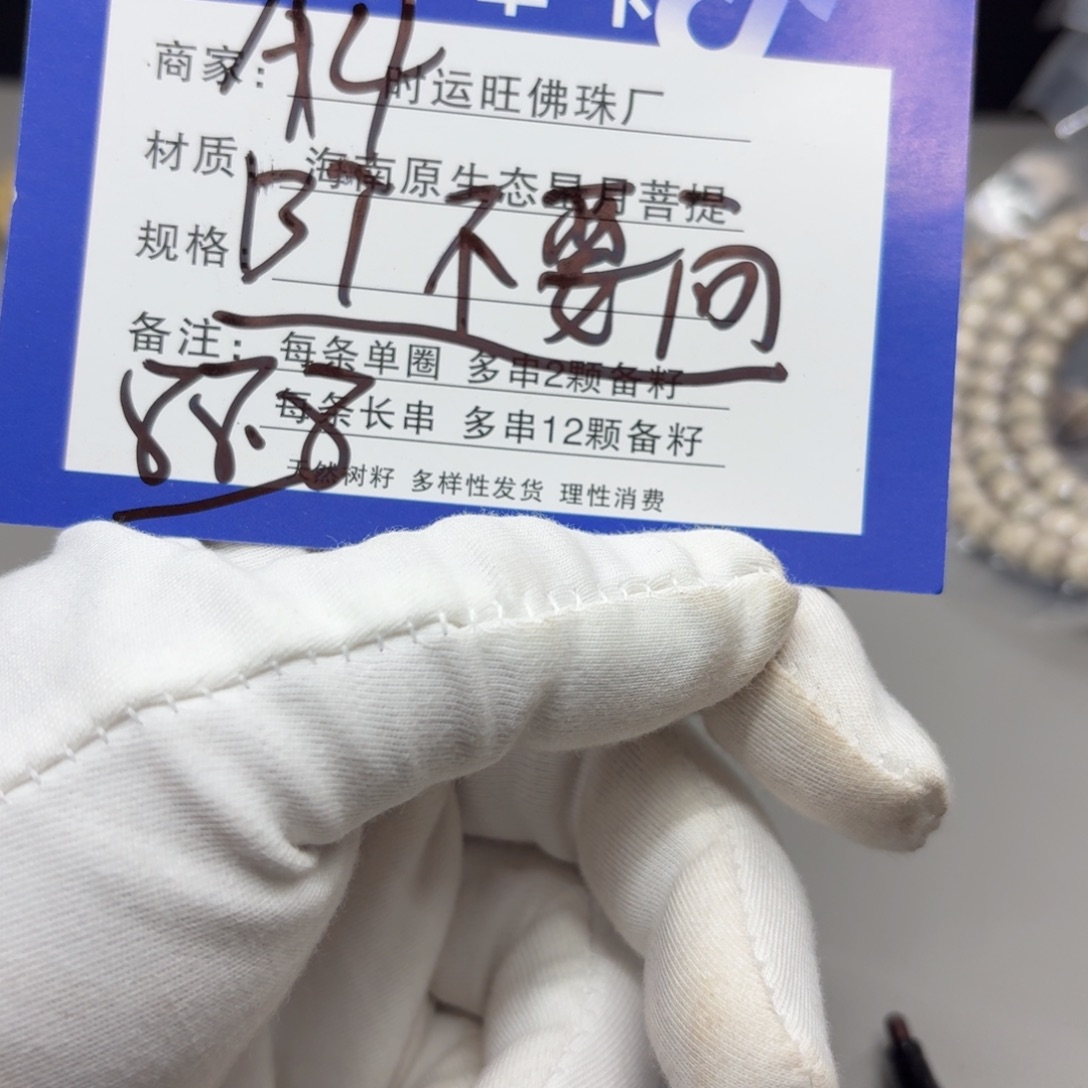 A4
商家: 时运旺佛珠厂
材质: 海南原生态星月菩提
B1 不要问
规格
备注: 每条单圈 多串2颗备籽
每条长串 多串12颗备籽
88.8
天然树籽 多样性发货 理性消费